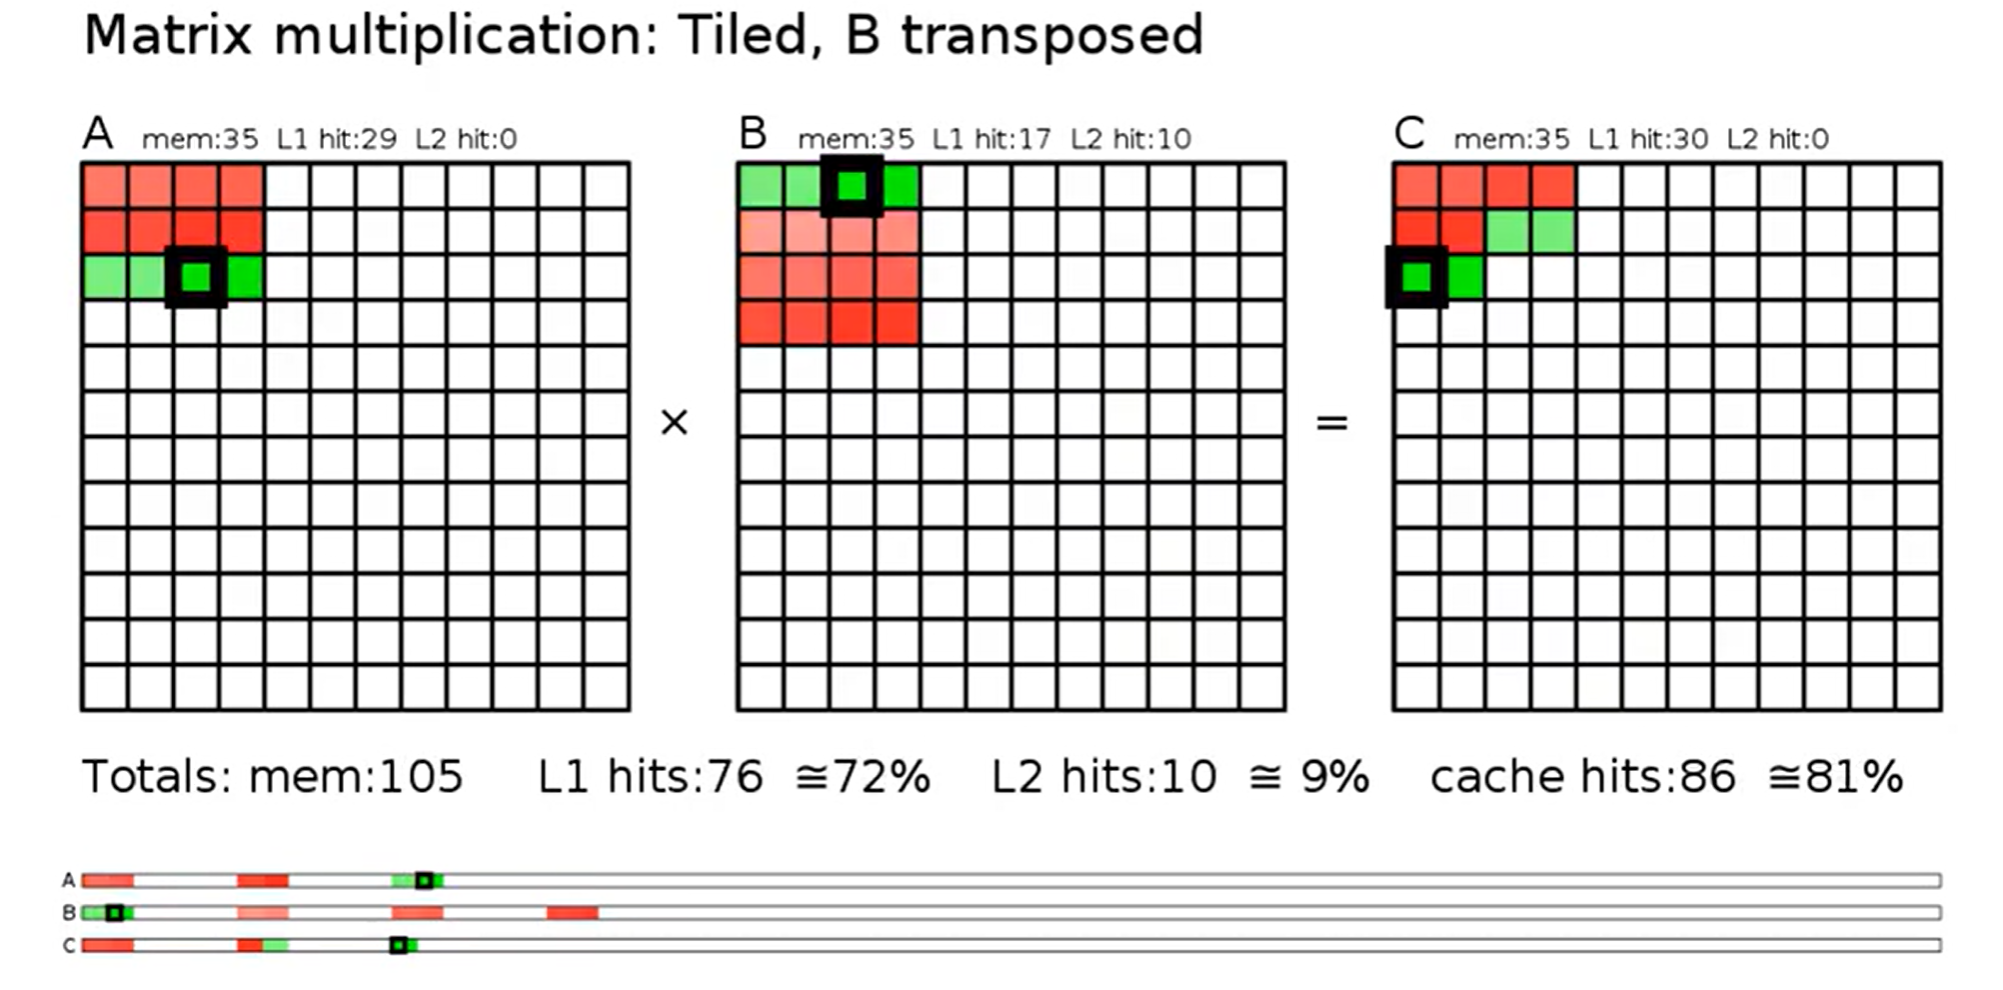 Matrix multiplication: Tiled, B transposed
A mem:35 L1 hit:29 L2 hit:0
B mem:35 L1 hit:17 L2 hit:10
C mem:35 L1 hit:30 L2 hit:0
×
=
Totals: mem:105 L1 hits:76 ≅72% L2 hits:10 ≅ 9% cache hits:86 ≅81%
A
B
C